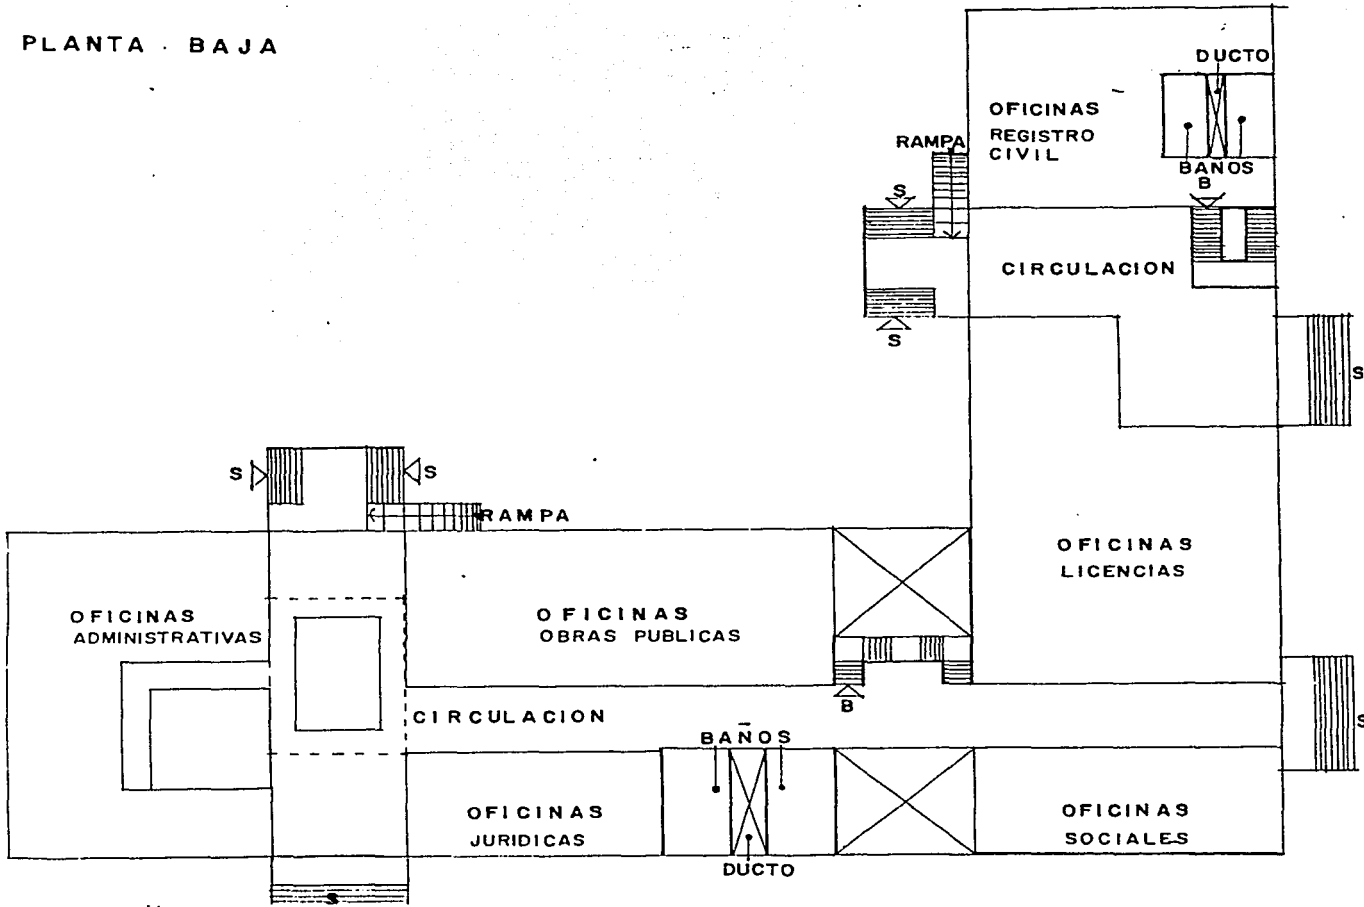 PLANTA BAJA
DUCTO
OFICINAS
REGISTRO
CIVIL
RAMPA
BAÑOS
B
S
CIRCULACION
S
S
S
S
RAMPA
OFICINAS
LICENCIAS
OFICINAS
ADMINISTRATIVAS
OFICINAS
OBRAS PUBLICAS
B
CIRCULACION
S
BAÑOS
OFICINAS
JURIDICAS
OFICINAS
SOCIALES
DUCTO
S